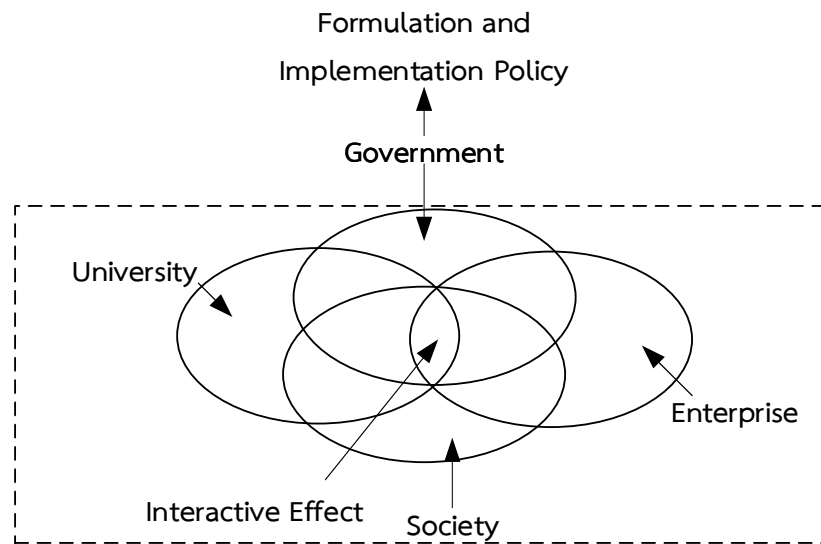 Formulation and
Implementation Policy
Government
University
Enterprise
Interactive Effect
Society